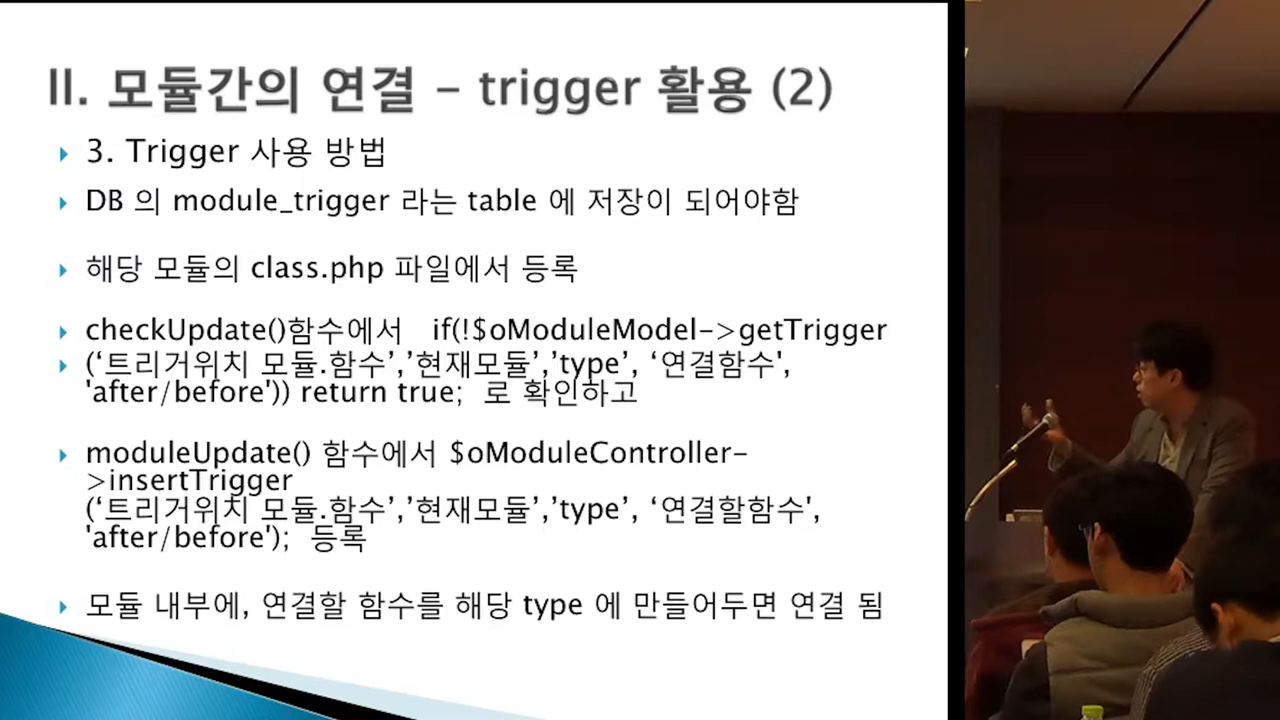 II. 모듈간의 연결 – trigger 활용 (2)
3. Trigger 사용 방법
DB 의 module_trigger 라는 table 에 저장이 되어야함
해당 모듈의 class.php 파일에서 등록
checkUpdate()함수에서 if(!$oModuleModel->getTrigger
(‘트리거위치 모듈.함수’,’현재모듈’,’type’, ‘연결함수',
'after/before')) return true; 로 확인하고
moduleUpdate() 함수에서 $oModuleController-
>insertTrigger
(‘트리거위치 모듈.함수’,’현재모듈’,’type’, ‘연결할함수',
'after/before'); 등록
모듈 내부에, 연결할 함수를 해당 type 에 만들어두면 연결 됨